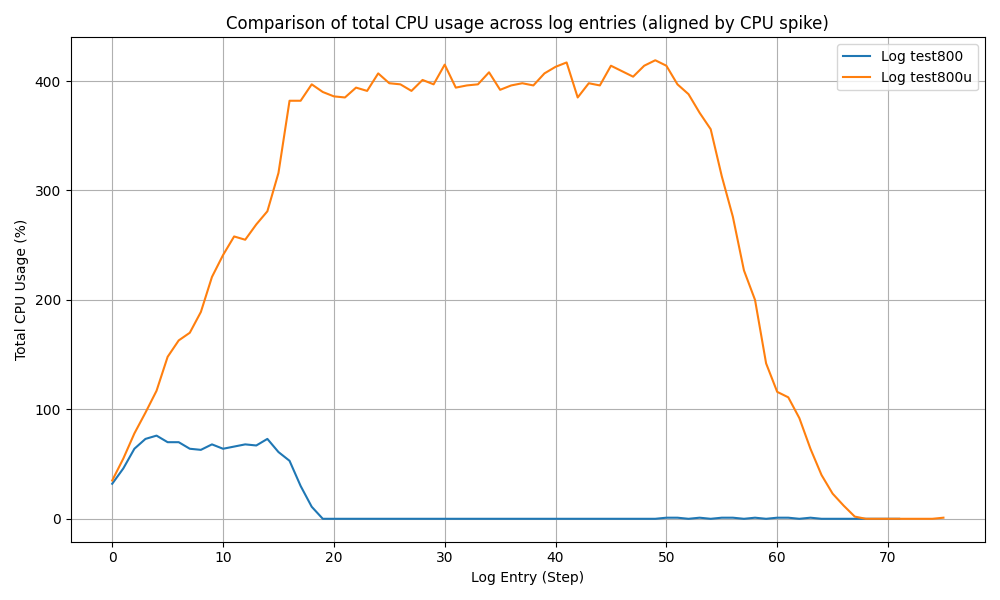 Comparison of total CPU usage across log entries (aligned by CPU spike)
Log test800
Log test800u
Total CPU Usage (%)
400
300
200
100
0
0 10 20 30 40 50 60 70
Log Entry (Step)